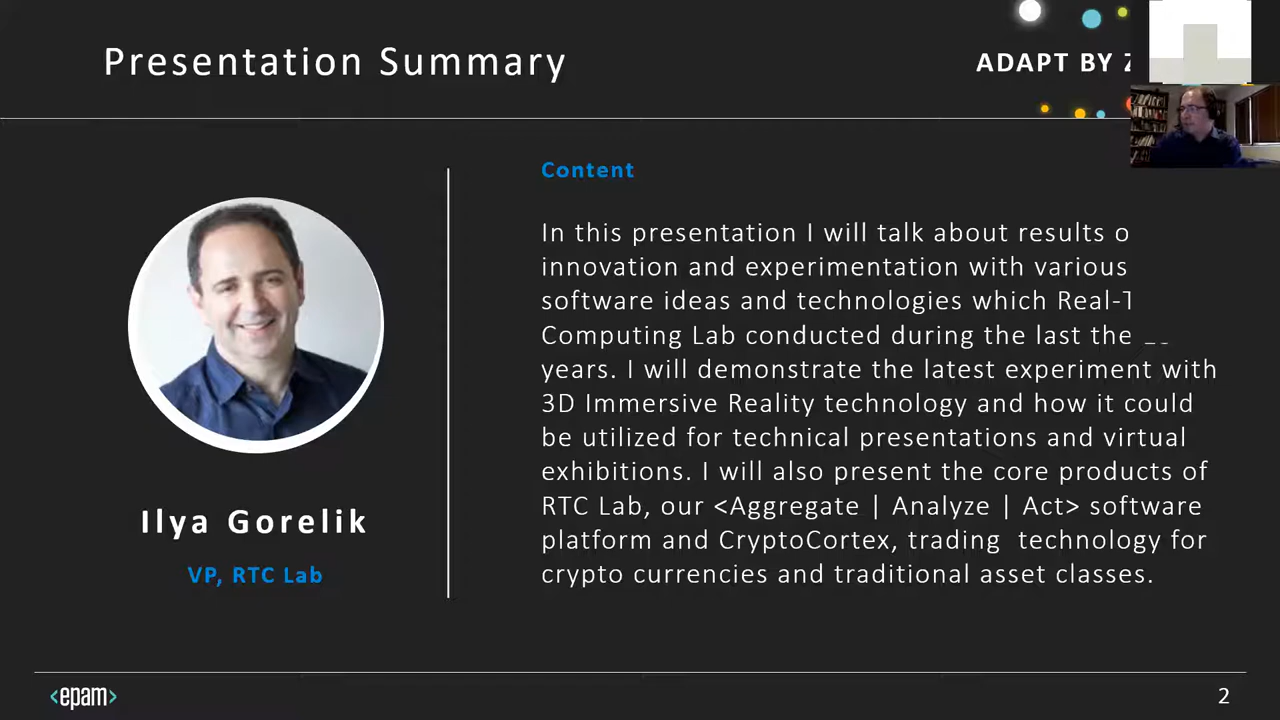 Presentation Summary
ADAPT BY
Content
In this presentation I will talk about results
innovation and experimentation with various
software ideas and technologies which
Computing Lab conducted during the last the
years. I will demonstrate the latest experiment with
3D Immersive Reality technology and how it could
be utilized for technical presentations and virtual
exhibitions. I will also present the core products of
RTC Lab, our <Aggregate | Analyze | Act> software
platform and CryptoCortex, trading technology for
crypto currencies and traditional asset classes.
Ilya Gorelik
VP, RTC Lab
<epam>
2